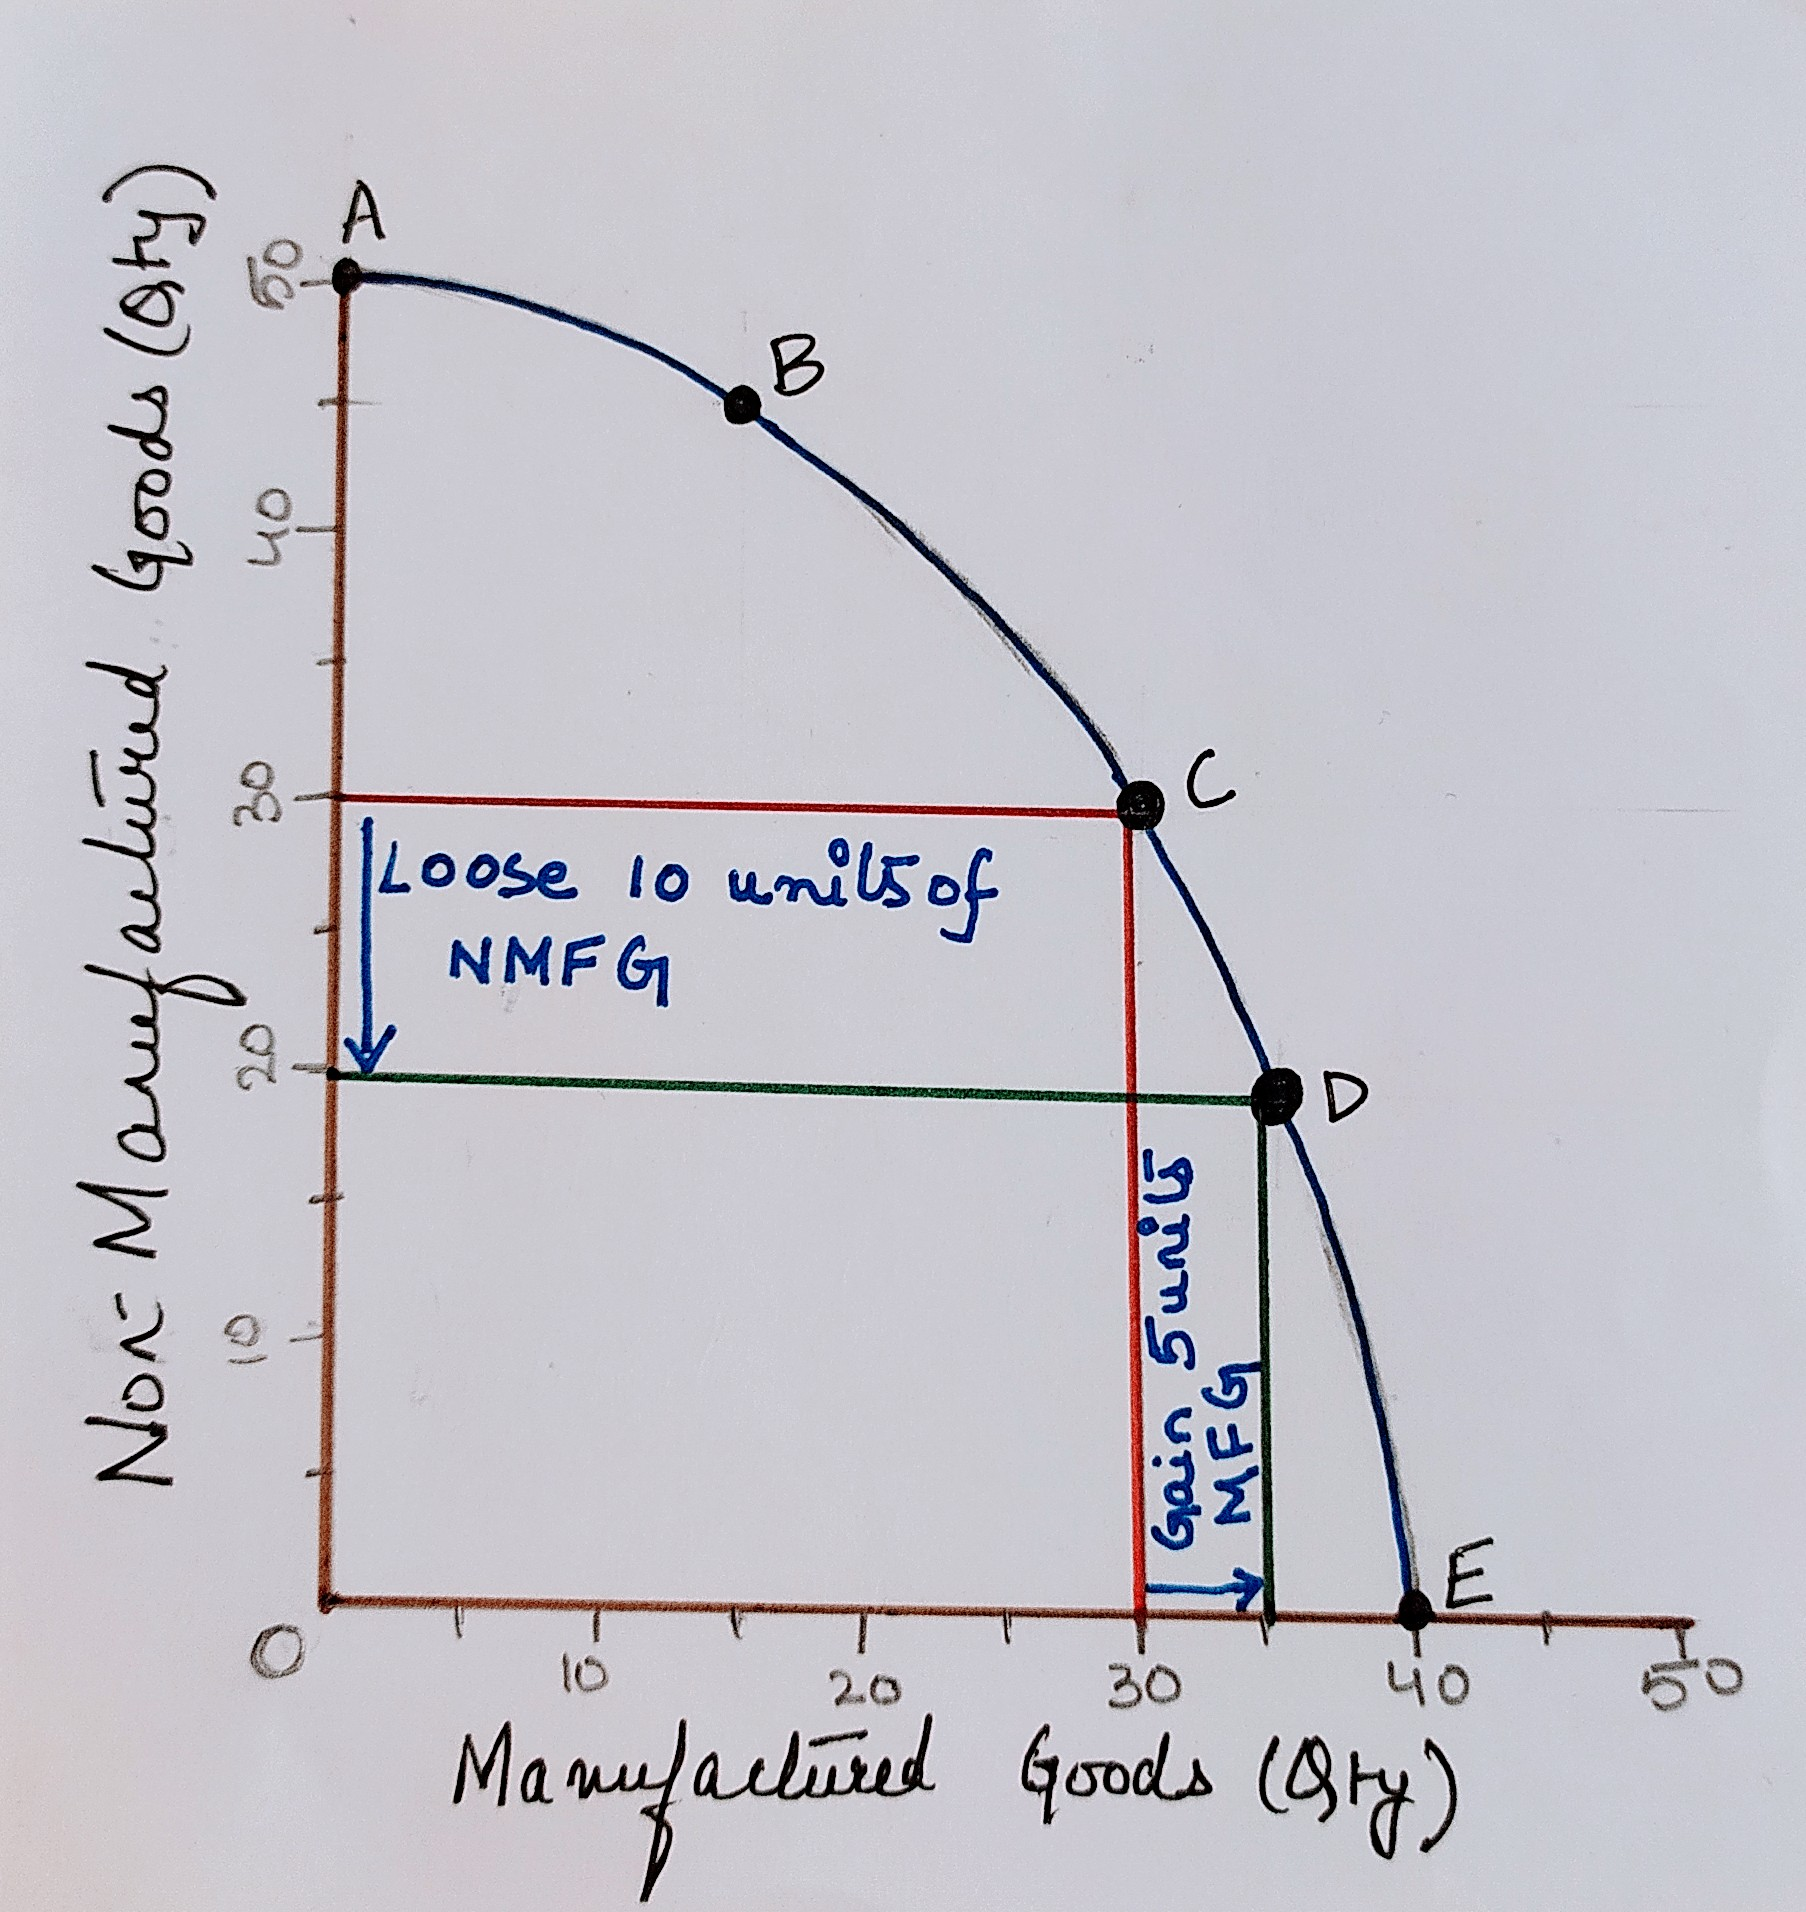 Non-Manufactured Goods (Qty)
50
40
30
20
10
0
A
B
C
D
E
Loose 10 units of
NMFG
Gain 5 units
MFG
10
20
30
40
50
Manufactured Goods (Qty)